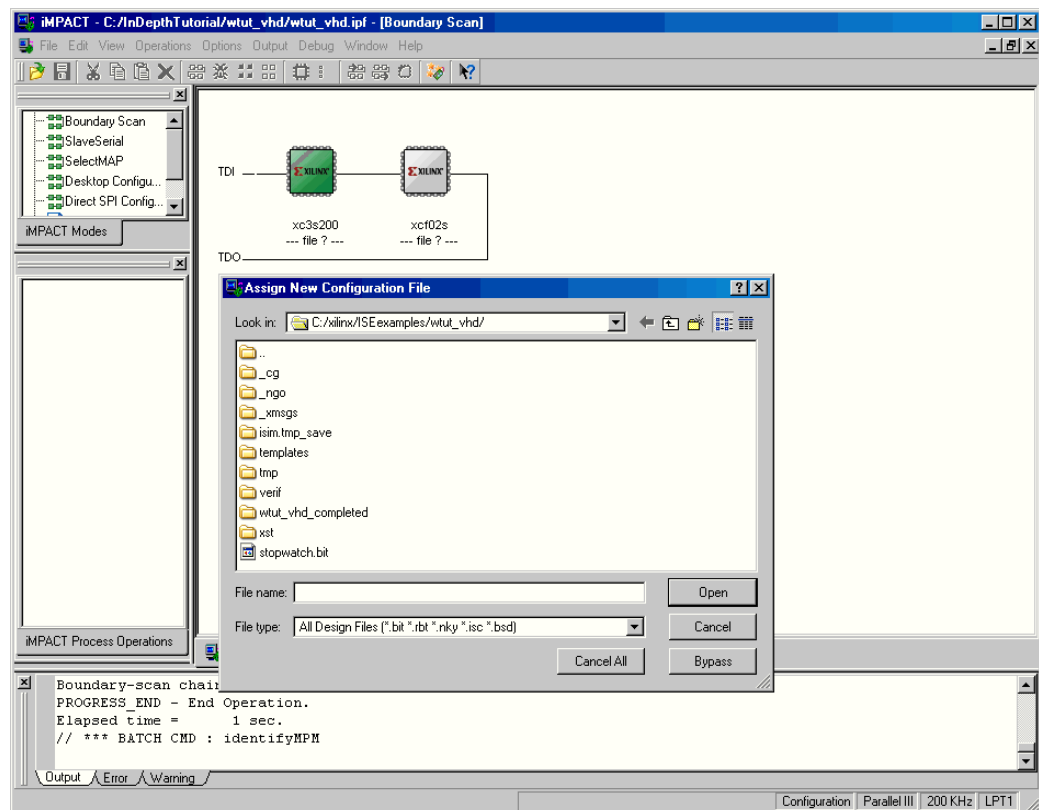 iMPACT - C:/InDepthTutorial/wtut_vhd/wtut_vhd.ipf - [Boundary Scan]
File Edit View Operations Options Output Debug Window Help
Boundary Scan
SlaveSerial
SelectMAP
Desktop Configu...
Direct SPI Config...
iMPACT Modes
TDI
XILINX
XILINX
xc3s200
xcf02s
--- file ? ---
--- file ? ---
TDO
Assign New Configuration File
Look in:
C:/xilinx/ISEexamples/wtut_vhd/
..
_cg
_ngo
_xmsgs
isim.tmp_save
templates
tmp
verif
wtut_vhd_completed
xst
stopwatch.bit
File name:
Open
File type:
All Design Files (*.bit *.rbt *.nky *.isc *.bsd)
Cancel
Cancel All
Bypass
iMPACT Process Operations
Boundary-scan chain
PROGRESS_END - End Operation.
Elapsed time = 1 sec.
// *** BATCH CMD : identifyMPM
Output
Error
Warning
Configuration
Parallel III
200 KHz
LPT1